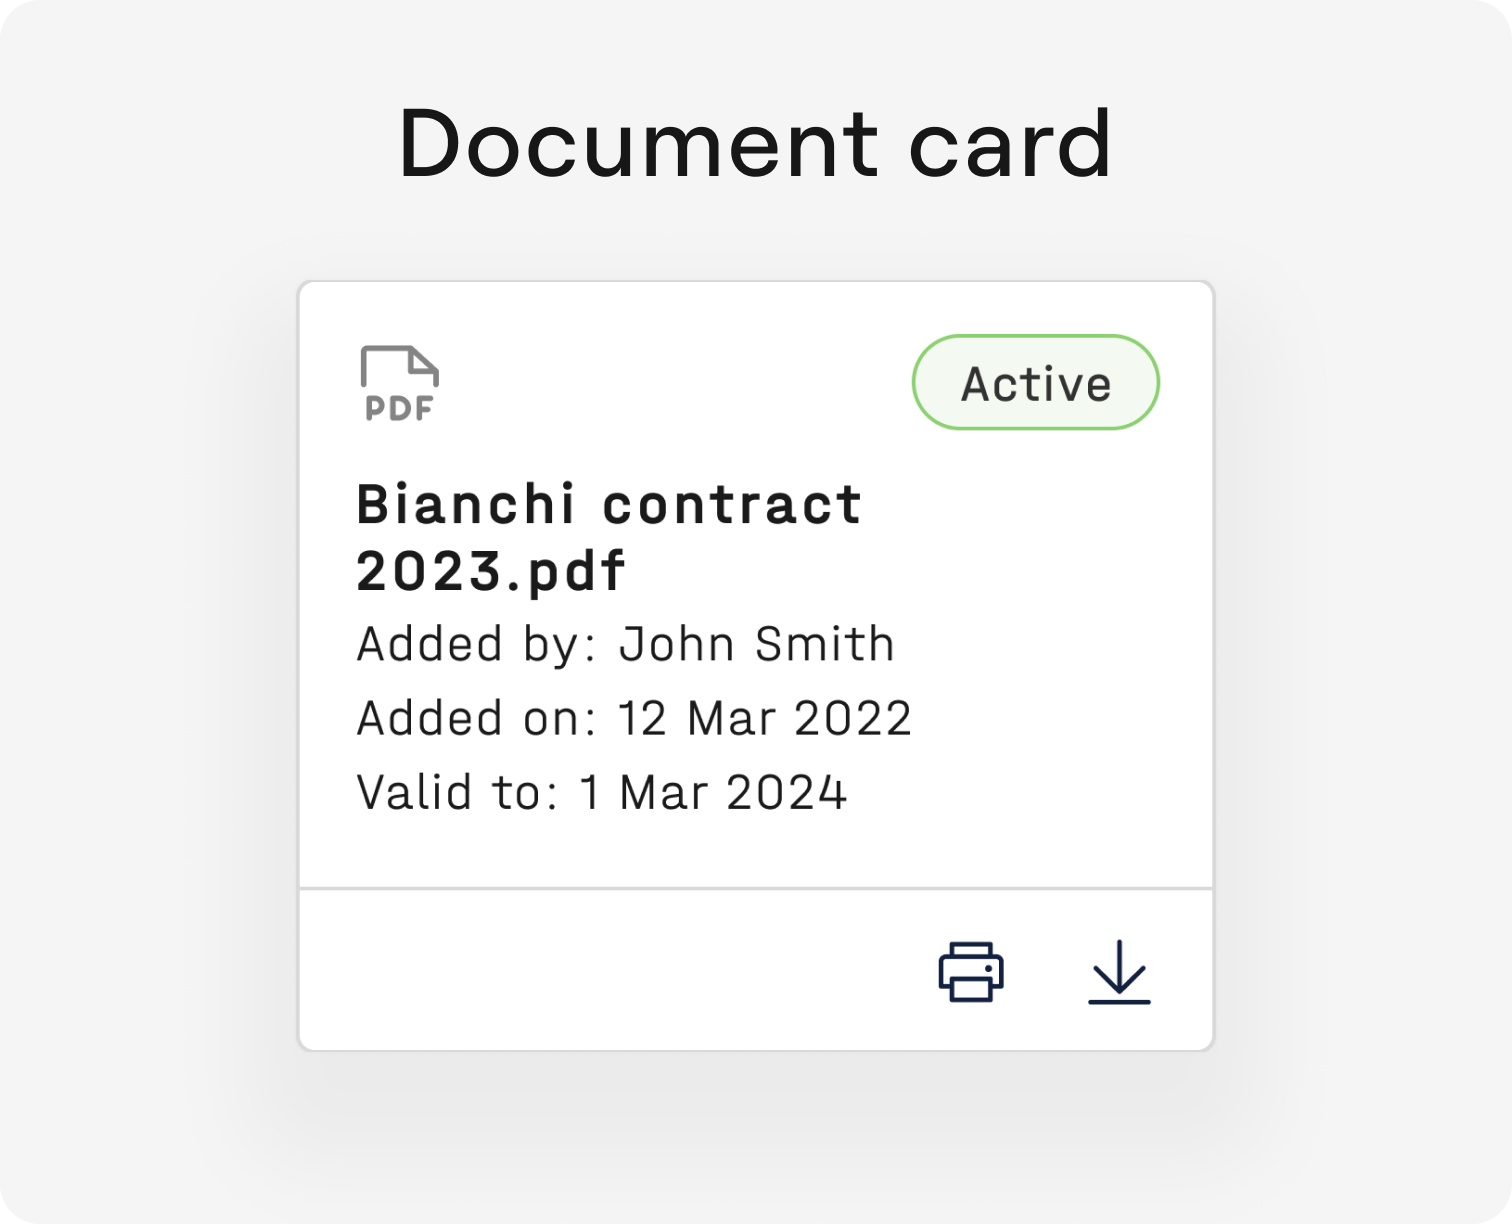 Document card
PDF
Active
Bianchi contract
2023.pdf
Added by: John Smith
Added on: 12 Mar 2022
Valid to: 1 Mar 2024